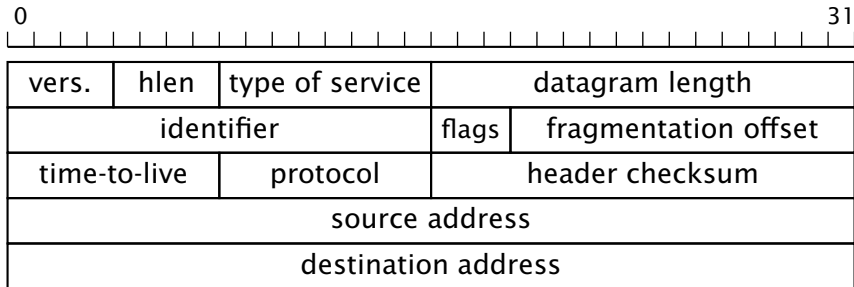 0 31
vers. hlen type of service datagram length
identifier flags fragmentation offset
time-to-live protocol header checksum
source address
destination address